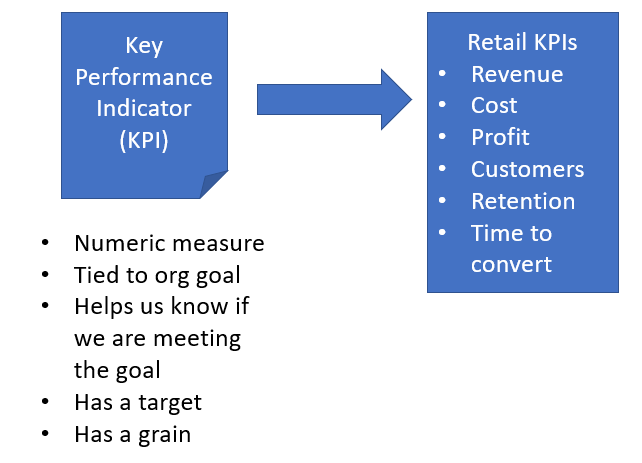 Key
Performance
Indicator
(KPI)
• Numeric measure
• Tied to org goal
• Helps us know if
we are meeting
the goal
• Has a target
• Has a grain
Retail KPIs
• Revenue
• Cost
• Profit
• Customers
• Retention
• Time to
convert